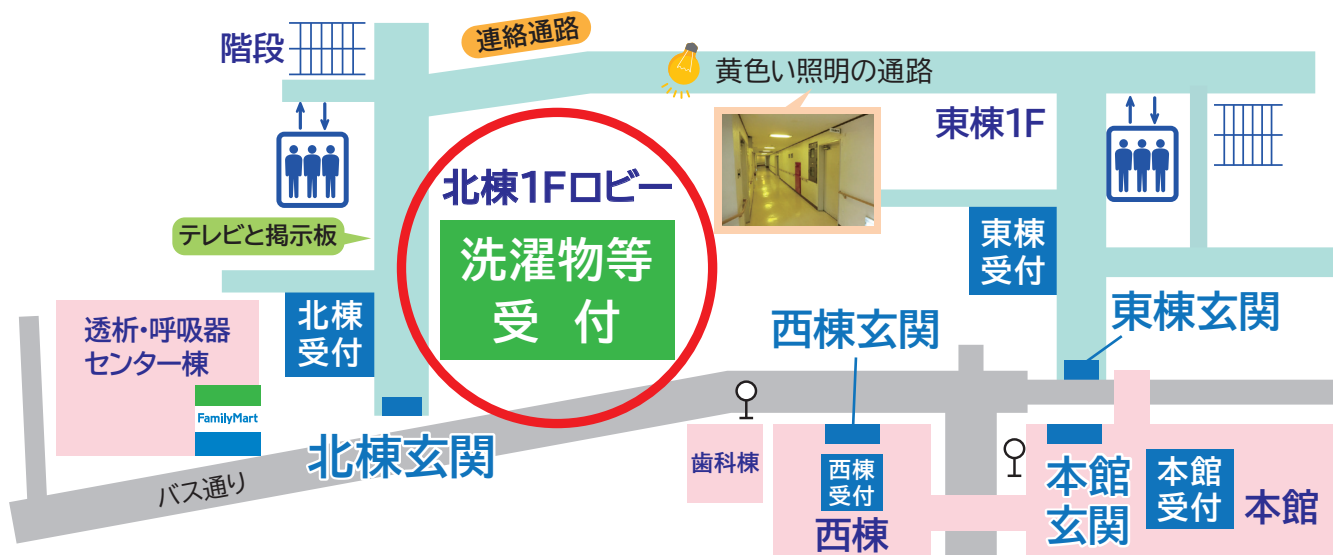 階段
連絡通路
黄色い照明の通路
東棟1F
北棟1Fロビー
テレビと掲示板
洗濯物等
受 付
東棟
受付
北棟
受付
透析・呼吸器
センター棟
FamilyMart
西棟玄関
東棟玄関
北棟玄関
バス通り
歯科棟
西棟
受付
西棟
本館
玄関
本館
受付
本館